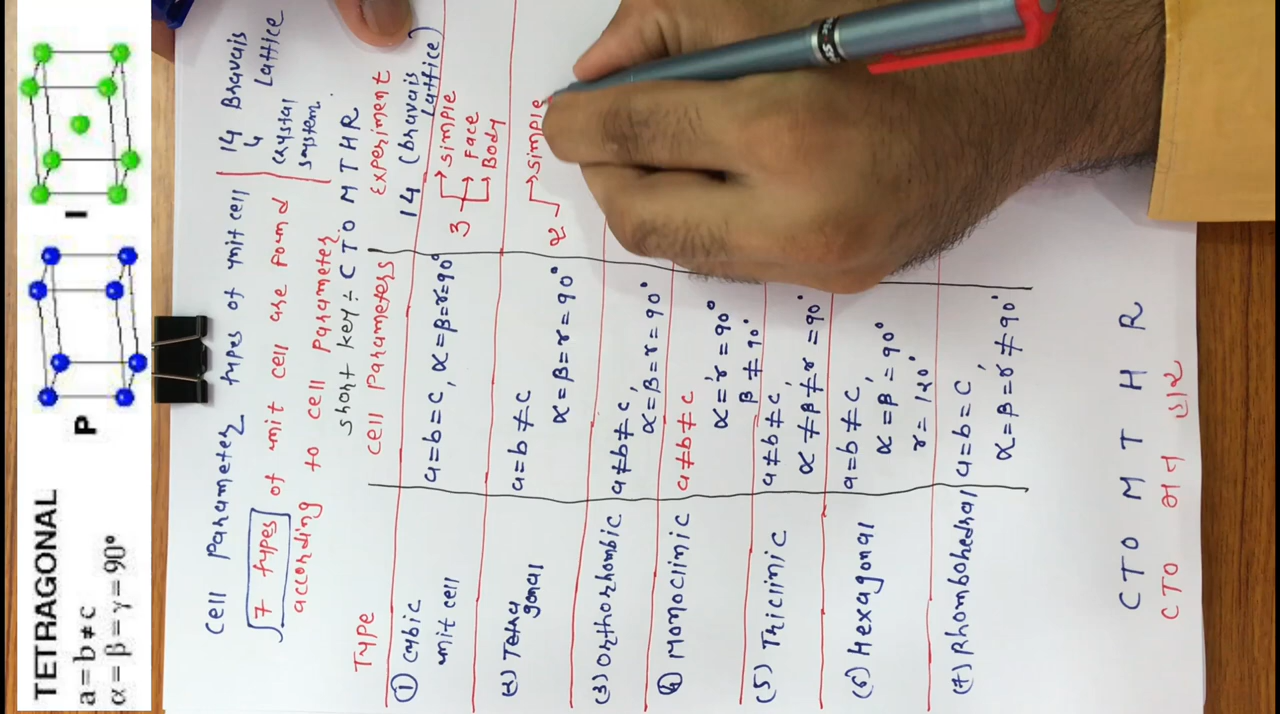 TETRAGONAL
a = b ≠ c
α = β = γ = 90°
P
I
Cell Parameter
7 types of unit cell are found
according to cell parameter
types of unit cell
14 Bravais
Lattice
crystal
system
short key ÷ C T O M T H R
TYPE
cell Parameters
Experiment
14 (bravais
Lattice)
① cubic
unit cell
a=b=c, α=β=r=90°
3
simple
Face
Body
(2) Tetra
gonal
a=b≠c
α=β=r=90°
2
simple
(3) Orthorhombic
a≠b≠c,
α=β=r=90°
④ Monoclinic
a≠b≠c
α=r=90°
β≠90°
(5) Triclinic
a≠b≠c,
α≠β≠r=90°
(6) Hexagonal
a=b≠c,
α=β=90°
r=120°
(7) Rhombohedral
a=b=c,
α=β=r≠90°
C T O M T H R
CTO મત હાર